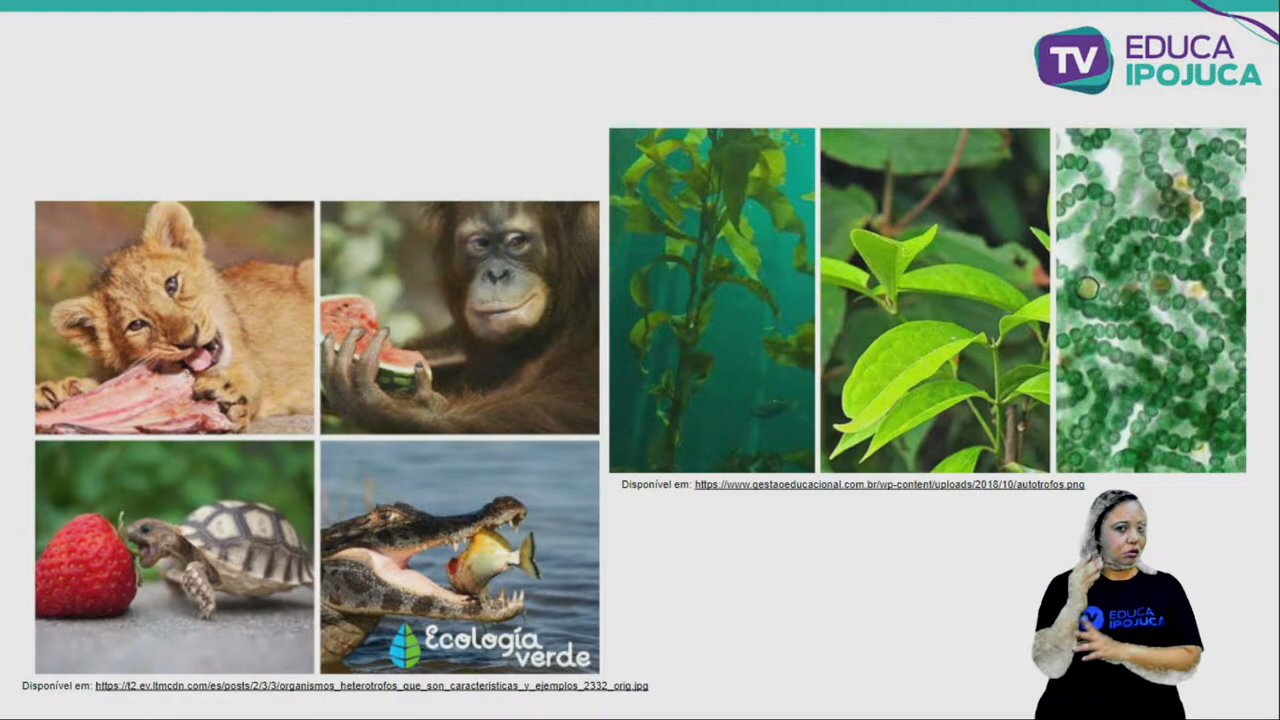 TV EDUCA
IPOJUCA
Disponível em: https://www.gestaoeducacional.com.br/wp-content/uploads/2018/10/autotrofos.png
TV EDUCA
IPOJUCA
Ecología
verde
Disponível em: https://t2.ev.ltmcdn.com/es/posts/2/3/3/organismos_heterotrofos_que_son_caracteristicas_y_ejemplos_2332_orig.jpg